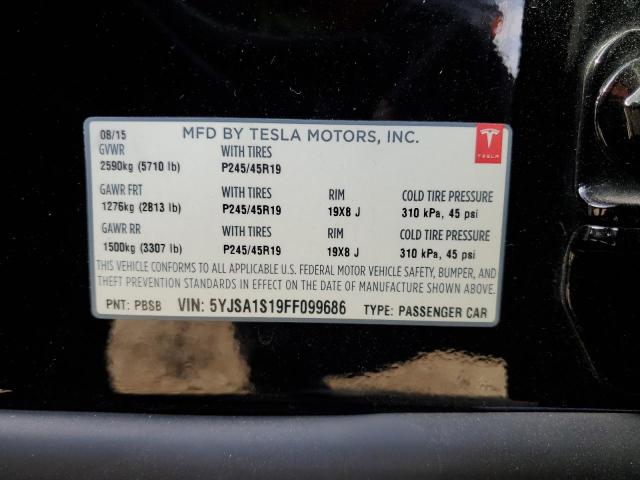 08/15 MFD BY TESLA MOTORS, INC.
GVWR WITH TIRES
2590kg (5710 lb) P245/45R19
TESLA
GAWR FRT WITH TIRES RIM COLD TIRE PRESSURE
1276kg (2813 lb) P245/45R19 19X8 J 310 kPa, 45 psi
GAWR RR WITH TIRES RIM COLD TIRE PRESSURE
1500kg (3307 lb) P245/45R19 19X8 J 310 kPa, 45 psi
THIS VEHICLE CONFORMS TO ALL APPLICABLE U.S. FEDERAL MOTOR VEHICLE SAFETY, BUMPER, AND
THEFT PREVENTION STANDARDS IN EFFECT ON THE DATE OF MANUFACTURE SHOWN ABOVE.
PNT: PBSB VIN: 5YJSA1S19FF099686 TYPE: PASSENGER CAR